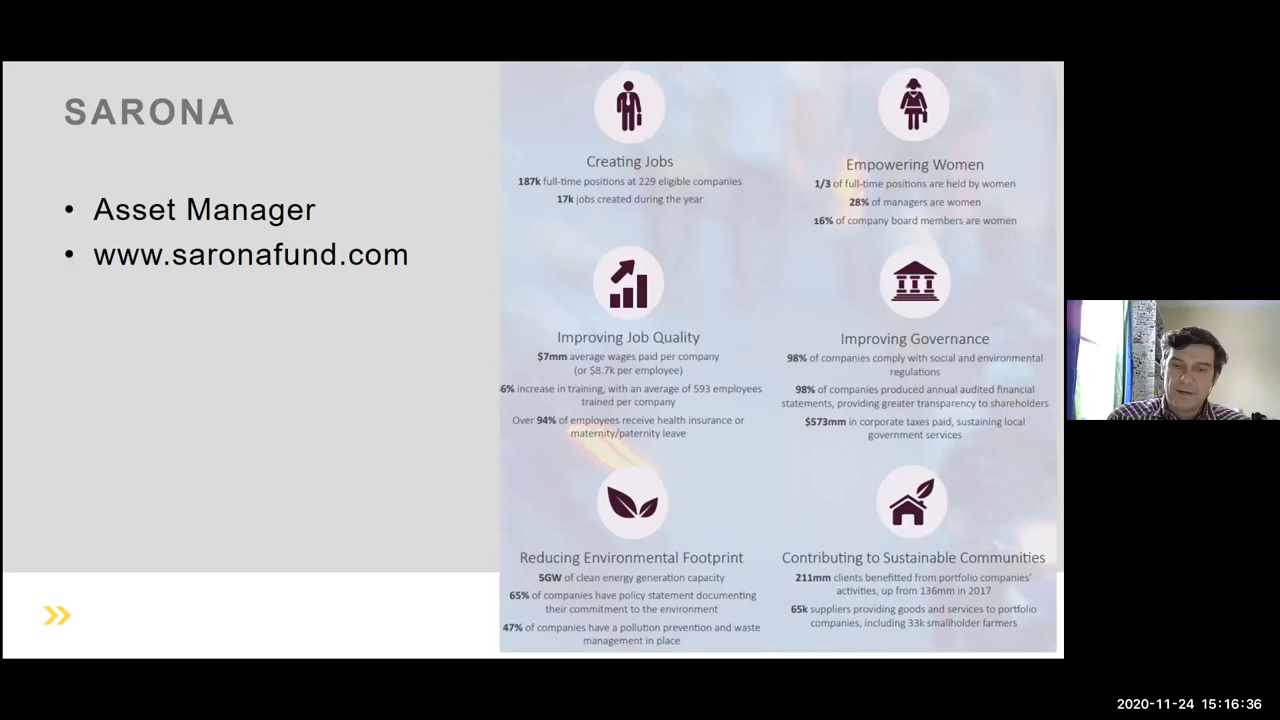 SARONA
• Asset Manager
• www.saronafund.com
Creating Jobs
187k full-time positions at 229 eligible companies
17k jobs created during the year
Empowering Women
1/3 of full-time positions are held by women
28% of managers are women
16% of company board members are women
Improving Job Quality
$7mm average wages paid per company
(or $8.7k per employee)
6% increase in training, with an average of 593 employees
trained per company
Over 94% of employees receive health insurance or
maternity/paternity leave
Improving Governance
98% of companies comply with social and environmental
regulations
98% of companies produced annual audited financial
statements, providing greater transparency to shareholders
$573mm in corporate taxes paid, sustaining local
government services
Reducing Environmental Footprint
5GW of clean energy generation capacity
65% of companies have policy statement documenting
their commitment to the environment
47% of companies have a pollution prevention and waste
management in place
Contributing to Sustainable Communities
211mm clients benefitted from portfolio companies'
activities, up from 136mm in 2017
65k suppliers providing goods and services to portfolio
companies, including 33k smallholder farmers
2020-11-24 15:16:36